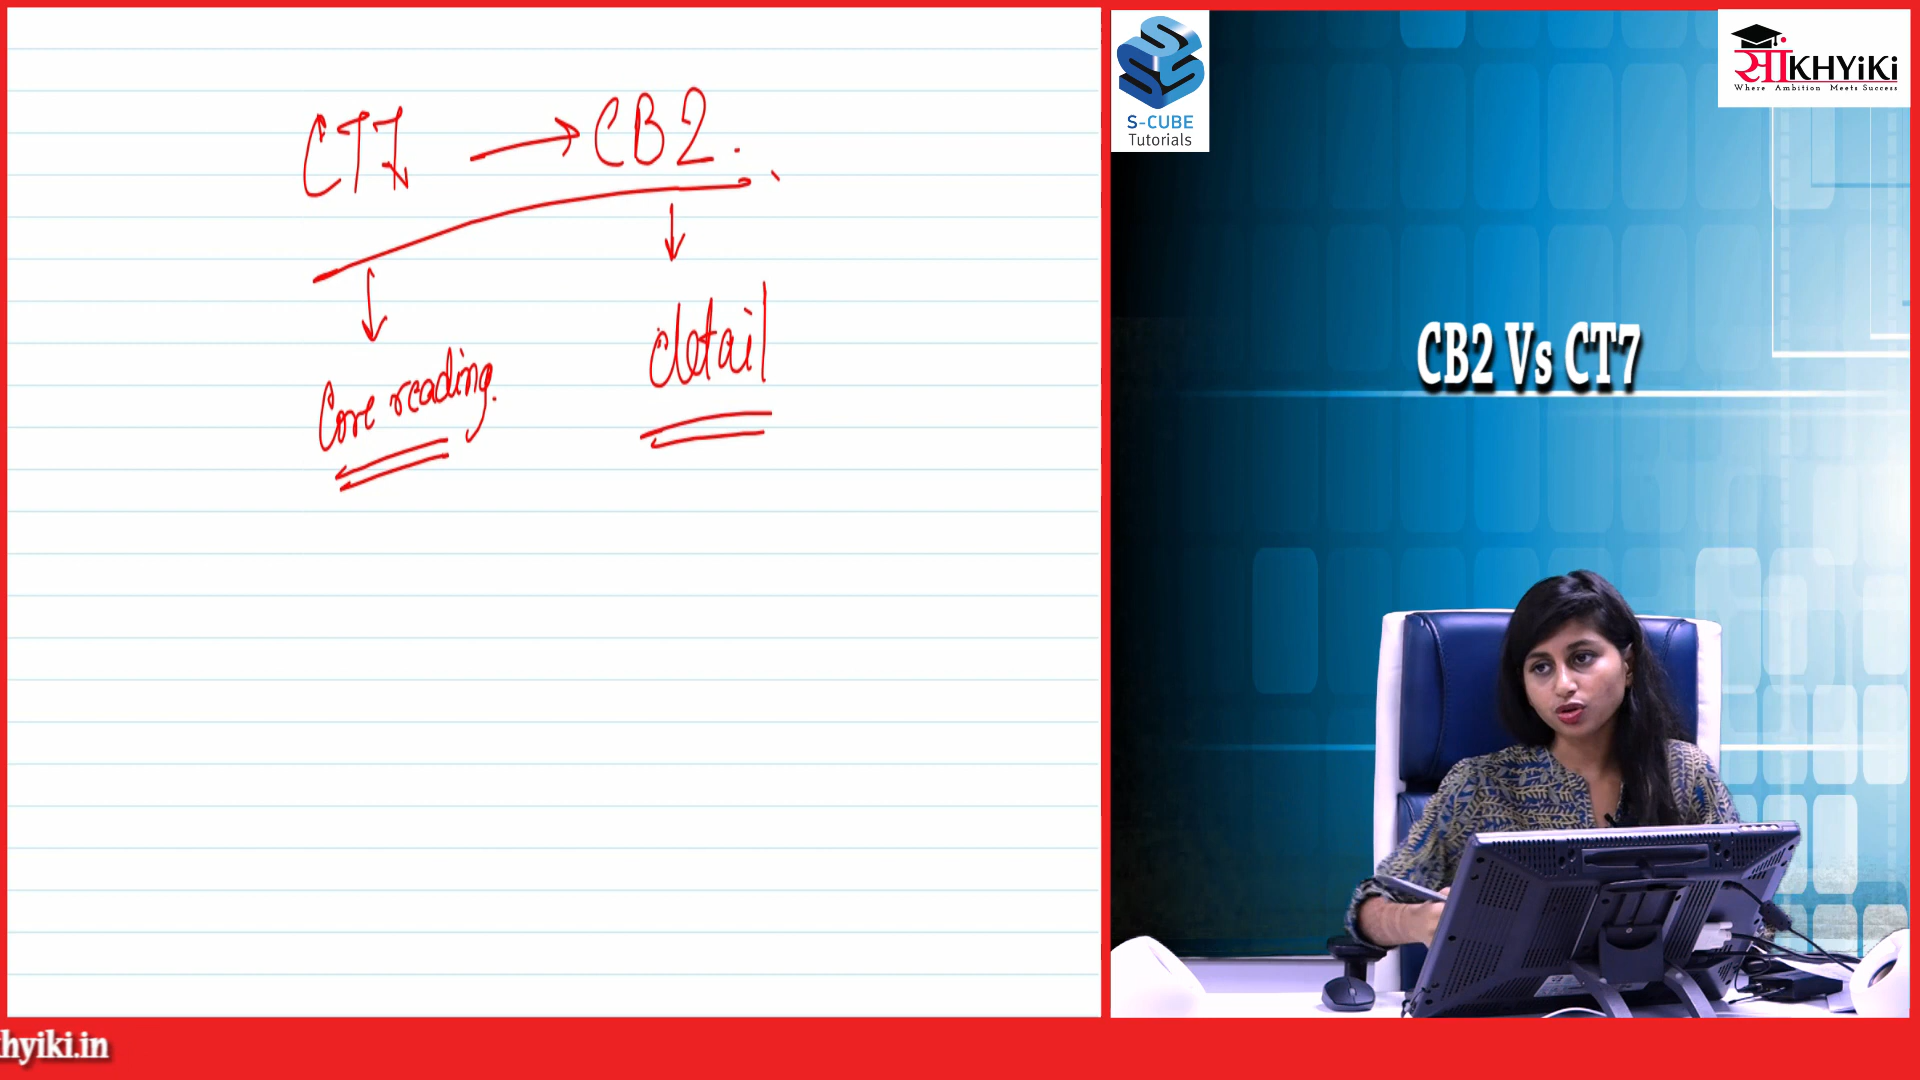 CT7 → CB2.
Core reading.
detail
S-CUBE
Tutorials
सांKHYiKi
Where Ambition Meets Success
CB2 Vs CT7
hyiki.in